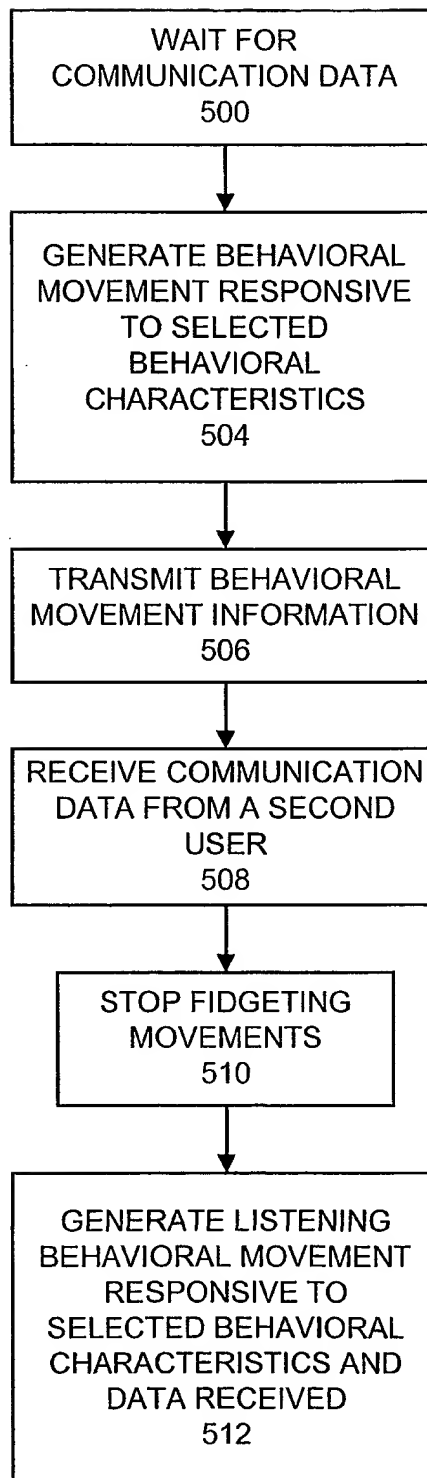 WAIT FOR
COMMUNICATION DATA
500
GENERATE BEHAVIORAL
MOVEMENT RESPONSIVE
TO SELECTED
BEHAVIORAL
CHARACTERISTICS
504
TRANSMIT BEHAVIORAL
MOVEMENT INFORMATION
506
RECEIVE COMMUNICATION
DATA FROM A SECOND
USER
508
STOP FIDGETING
MOVEMENTS
510
GENERATE LISTENING
BEHAVIORAL MOVEMENT
RESPONSIVE TO
SELECTED BEHAVIORAL
CHARACTERISTICS AND
DATA RECEIVED
512